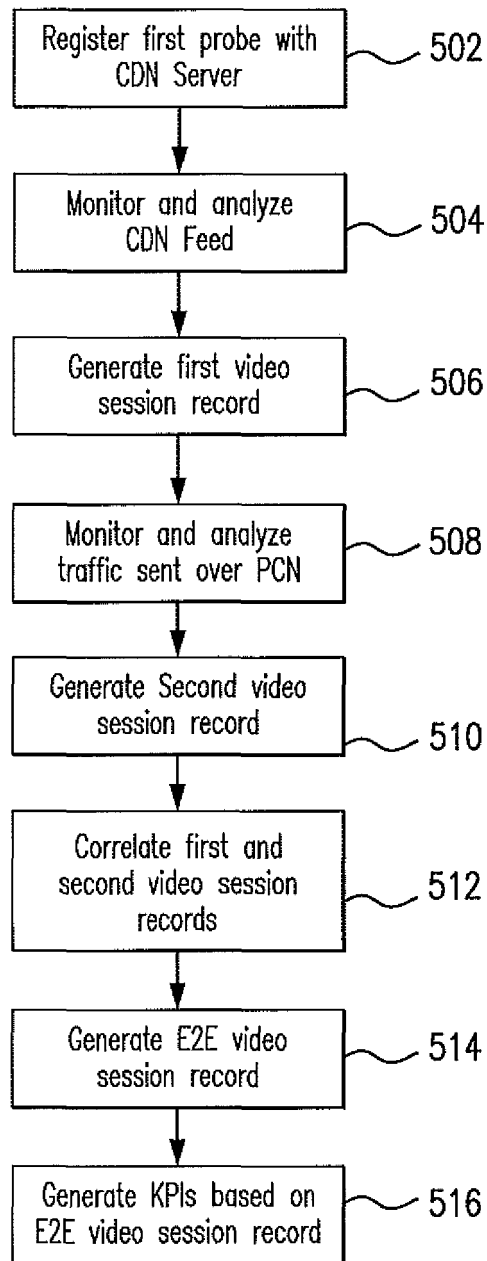 Register first probe with
CDN Server
502
Monitor and analyze
CDN Feed
504
Generate first video
session record
506
Monitor and analyze
traffic sent over PCN
508
Generate Second video
session record
510
Correlate first and
second video session
records
512
Generate E2E video
session record
514
Generate KPIs based on
E2E video session record
516